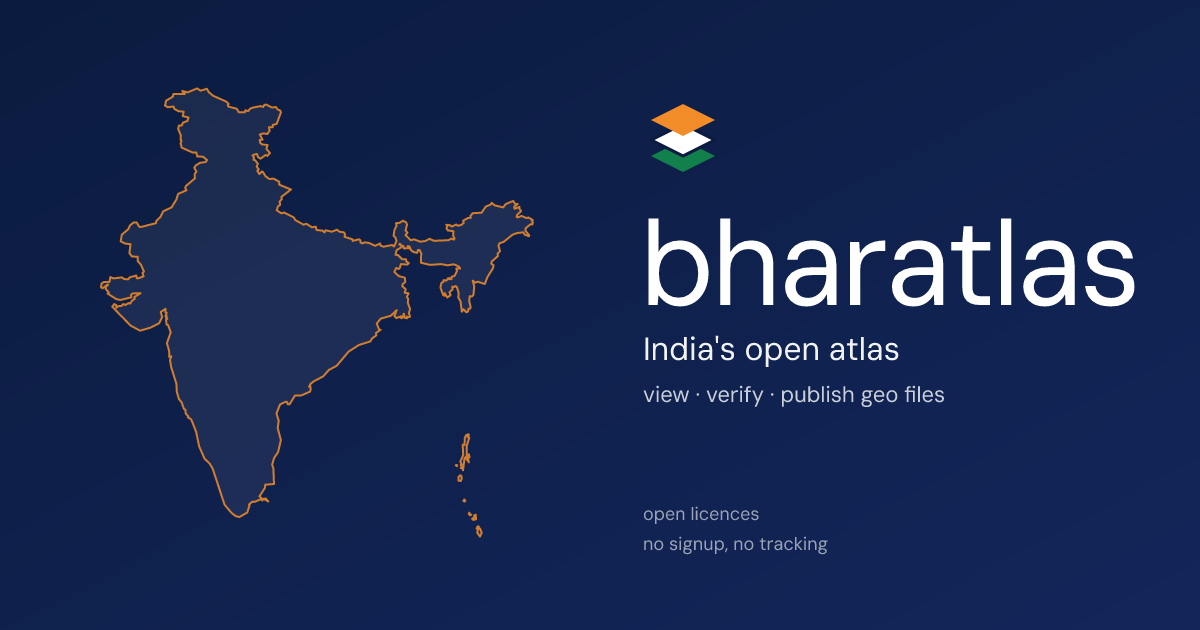 bharatlas
India's open atlas
view · verify · publish geo files
open licences
no signup, no tracking